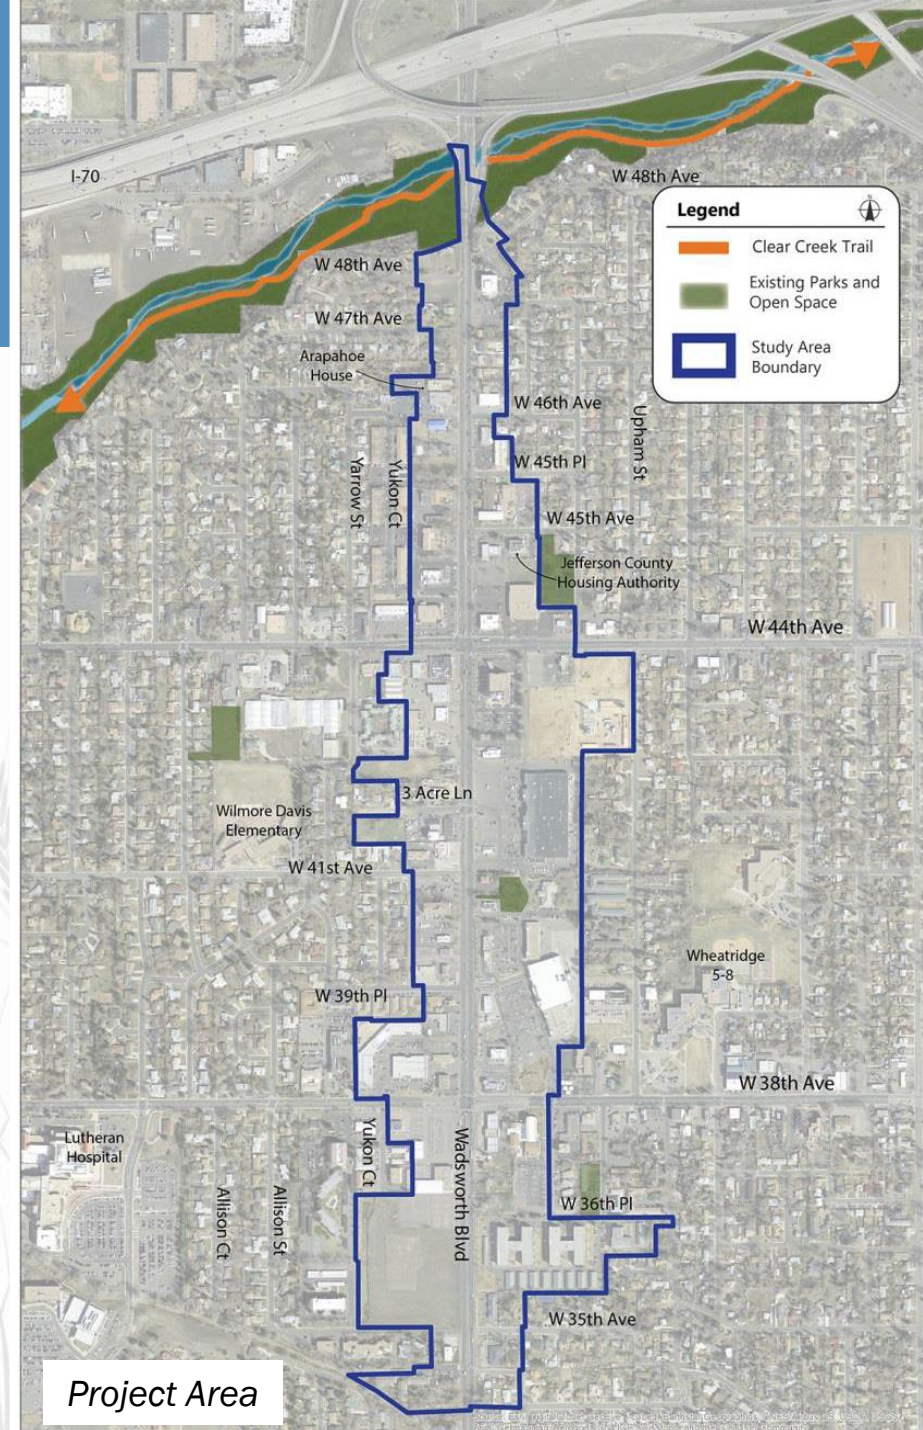 I-70
W 48th Ave
Legend
N
Clear Creek Trail
Existing Parks and
Open Space
Study Area
Boundary
W 48th Ave
W 47th Ave
Arapahoe
House
W 46th Ave
Upham St
W 45th Pl
Yarrow St
Yukon Ct
W 45th Ave
Jefferson County
Housing Authority
W 44th Ave
3 Acre Ln
Wilmore Davis
Elementary
W 41st Ave
Wheatridge
5-8
W 39th Pl
W 38th Ave
Lutheran
Hospital
Yukon Ct
Wadsworth Blvd
Allison Ct
Allison St
W 36th Pl
W 35th Ave
Project Area